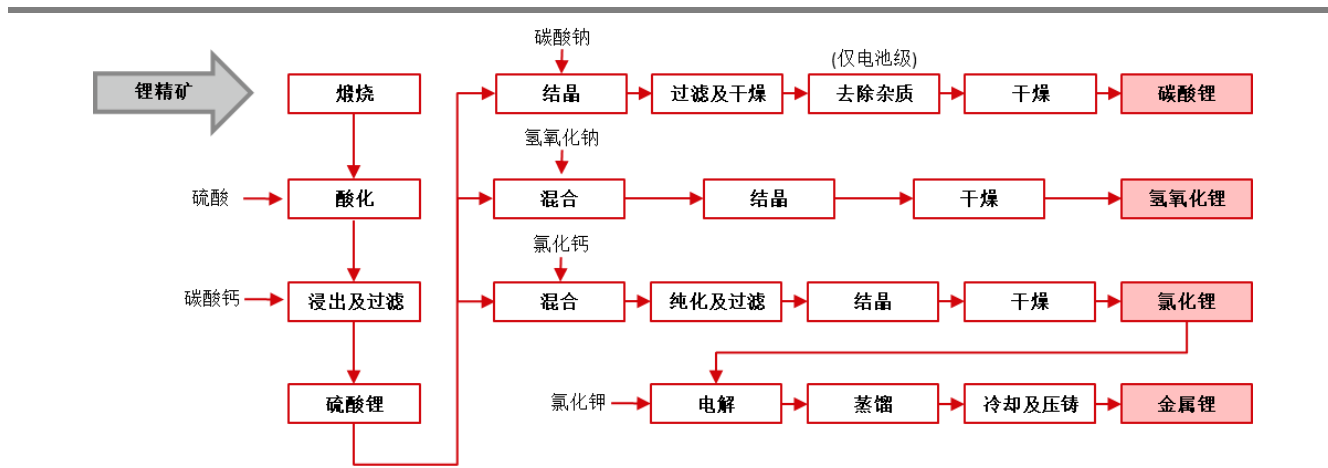 碳酸钠
(仅电池级)
锂精矿
煅烧
结晶
过滤及干燥
去除杂质
干燥
碳酸锂
氢氧化钠
硫酸
酸化
混合
结晶
干燥
氢氧化锂
氯化钙
碳酸钙
浸出及过滤
混合
纯化及过滤
结晶
干燥
氯化锂
硫酸锂
氯化钾
电解
蒸馏
冷却及压铸
金属锂